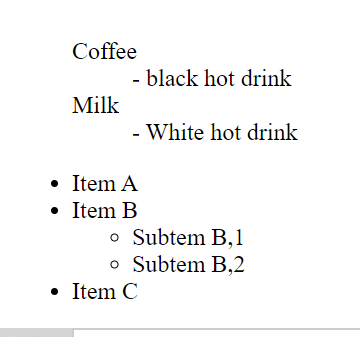 Coffee
- black hot drink
Milk
- White hot drink
• Item A
• Item B
◦ Subtem B,1
◦ Subtem B,2
• Item C